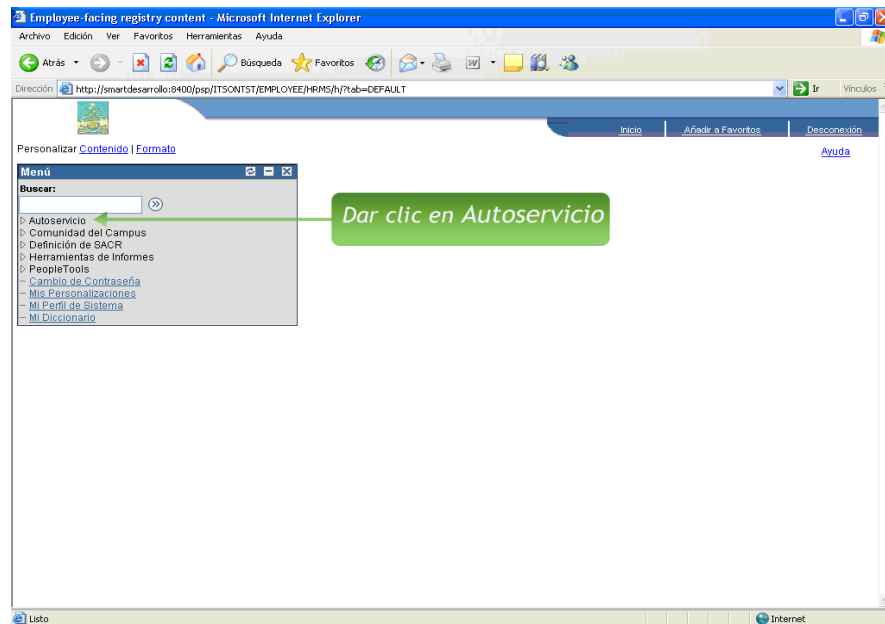 Employee-facing registry content - Microsoft Internet Explorer
Archivo Edición Ver Favoritos Herramientas Ayuda
Atrás Búsqueda Favoritos
Dirección http://smartdesarrollo:8400/psp/ITSONTST/EMPLOYEE/HRMS/h/?tab=DEFAULT Ir Vínculos
Inicio Añadir a Favoritos Desconexión
Personalizar Contenido | Formato
Ayuda
Menú
Buscar:
Autoservicio
Dar clic en Autoservicio
Comunidad del Campus
Definición de SACR
Herramientas de Informes
PeopleTools
Cambio de Contraseña
Mis Personalizaciones
Mi Perfil de Sistema
Mi Diccionario
Listo Internet